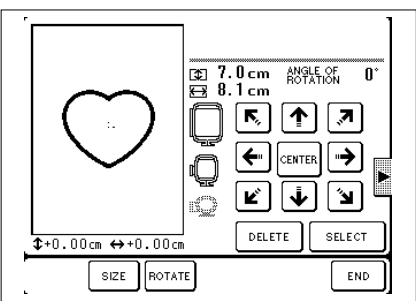 7.0cm
8.1cm
ANGLE OF
ROTATION
0°
CENTER
+0.00cm +0.00cm
DELETE
SELECT
SIZE
ROTATE
END